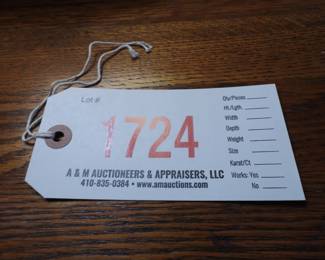 Lot #
1724
A & M AUCTIONEERS & APPRAISERS, LLC
410-835-0384 • www.amauctions.com
Qty/Pieces
Ht./Lgth.
Width
Depth
Weight
Size
Karat/Ct
Works: Yes
No